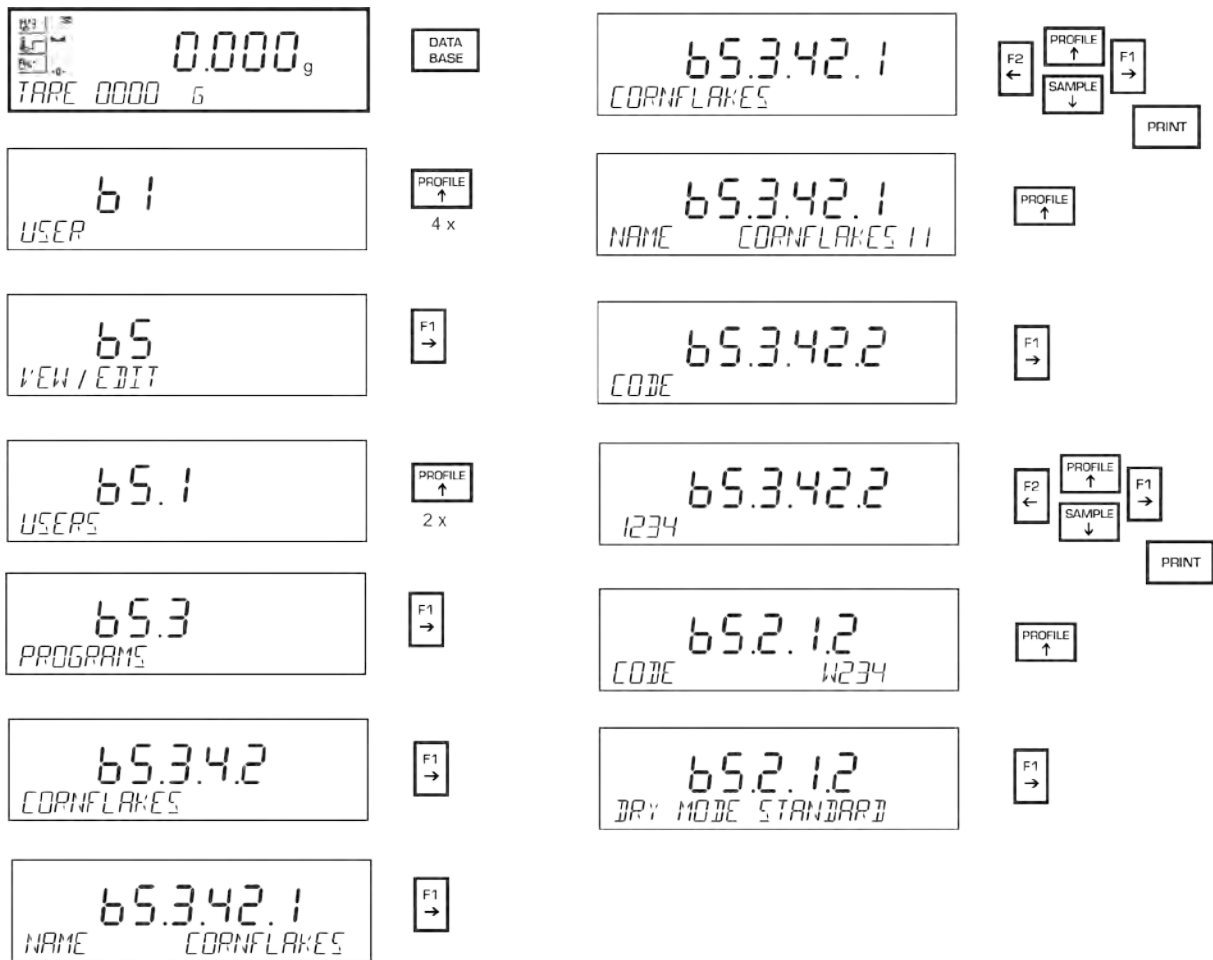 0.000 g
TARE 0000 G
DATA
BASE
b1
USER
PROFILE
↑
4 x
b5
VEW / EDIT
F1
→
b5.1
USERS
PROFILE
↑
2 x
b5.3
PROGRAMS
F1
→
b5.3.4.2
CORNFLAKES
F1
→
b5.3.42.1
NAME CORNFLAKES
F1
→
b5.3.42.1
CORNFLAKES
F2
←
PROFILE
↑
SAMPLE
↓
F1
→
PRINT
b5.3.42.1
NAME CORNFLAKES 11
PROFILE
↑
b5.3.42.2
CODE
F1
→
b5.3.42.2
1234
F2
←
PROFILE
↑
SAMPLE
↓
F1
→
PRINT
b5.2.1.2
CODE W234
PROFILE
↑
b5.2.1.2
DRY MODE STANDARD
F1
→